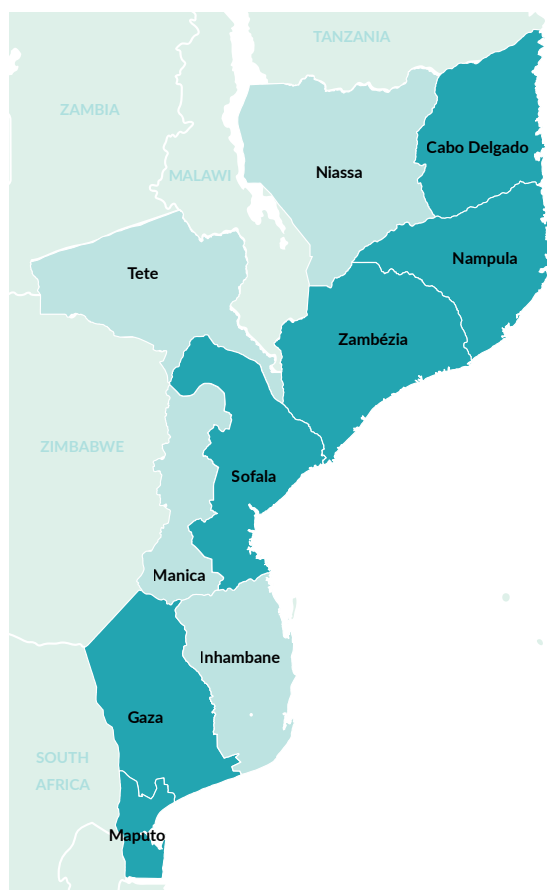 TANZANIA
ZAMBIA
Cabo Delgado
MALAWI
Niassa
Nampula
Tete
Zambézia
ZIMBABWE
Sofala
Manica
Inhambane
Gaza
SOUTH
AFRICA
Maputo